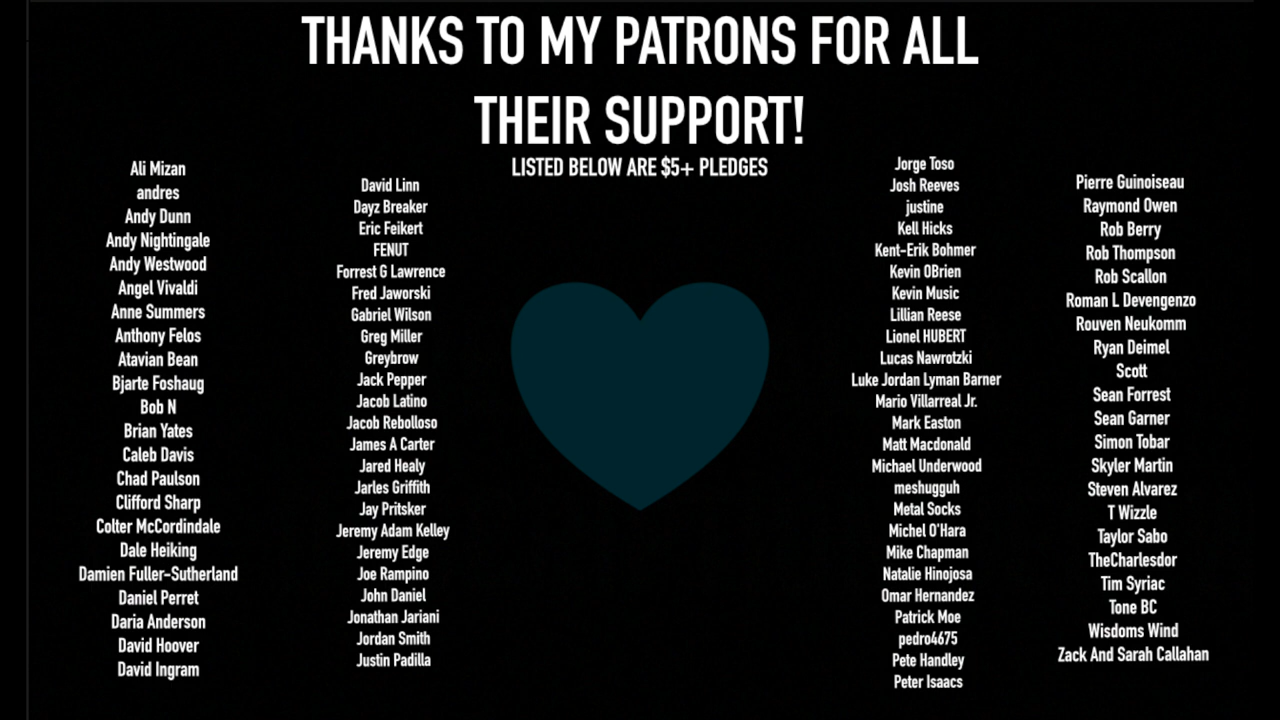 THANKS TO MY PATRONS FOR ALL
THEIR SUPPORT!
LISTED BELOW ARE $5+ PLEDGES
Ali Mizan
andres
Andy Dunn
Andy Nightingale
Andy Westwood
Angel Vivaldi
Anne Summers
Anthony Felos
Atavian Bean
Bjarte Foshaug
Bob N
Brian Yates
Caleb Davis
Chad Paulson
Clifford Sharp
Colter McCordindale
Dale Heiking
Damien Fuller-Sutherland
Daniel Perret
Daria Anderson
David Hoover
David Ingram
David Linn
Dayz Breaker
Eric Feikert
FENUT
Forrest G Lawrence
Fred Jaworski
Gabriel Wilson
Greg Miller
Greybrow
Jack Pepper
Jacob Latino
Jacob Rebolloso
James A Carter
Jared Healy
Jarles Griffith
Jay Pritsker
Jeremy Adam Kelley
Jeremy Edge
Joe Rampino
John Daniel
Jonathan Jariani
Jordan Smith
Justin Padilla
Jorge Toso
Josh Reeves
justine
Kell Hicks
Kent-Erik Bohmer
Kevin OBrien
Kevin Music
Lillian Reese
Lionel HUBERT
Lucas Nawrotzki
Luke Jordan Lyman Barner
Mario Villarreal Jr.
Mark Easton
Matt Macdonald
Michael Underwood
meshugguh
Metal Socks
Michel O'Hara
Mike Chapman
Natalie Hinojosa
Omar Hernandez
Patrick Moe
pedro4675
Pete Handley
Peter Isaacs
Pierre Guinoiseau
Raymond Owen
Rob Berry
Rob Thompson
Rob Scallon
Roman L Devengenzo
Rouven Neukomm
Ryan Deimel
Scott
Sean Forrest
Sean Garner
Simon Tobar
Skyler Martin
Steven Alvarez
T Wizzle
Taylor Sabo
TheCharlesdor
Tim Syriac
Tone BC
Wisdoms Wind
Zack And Sarah Callahan